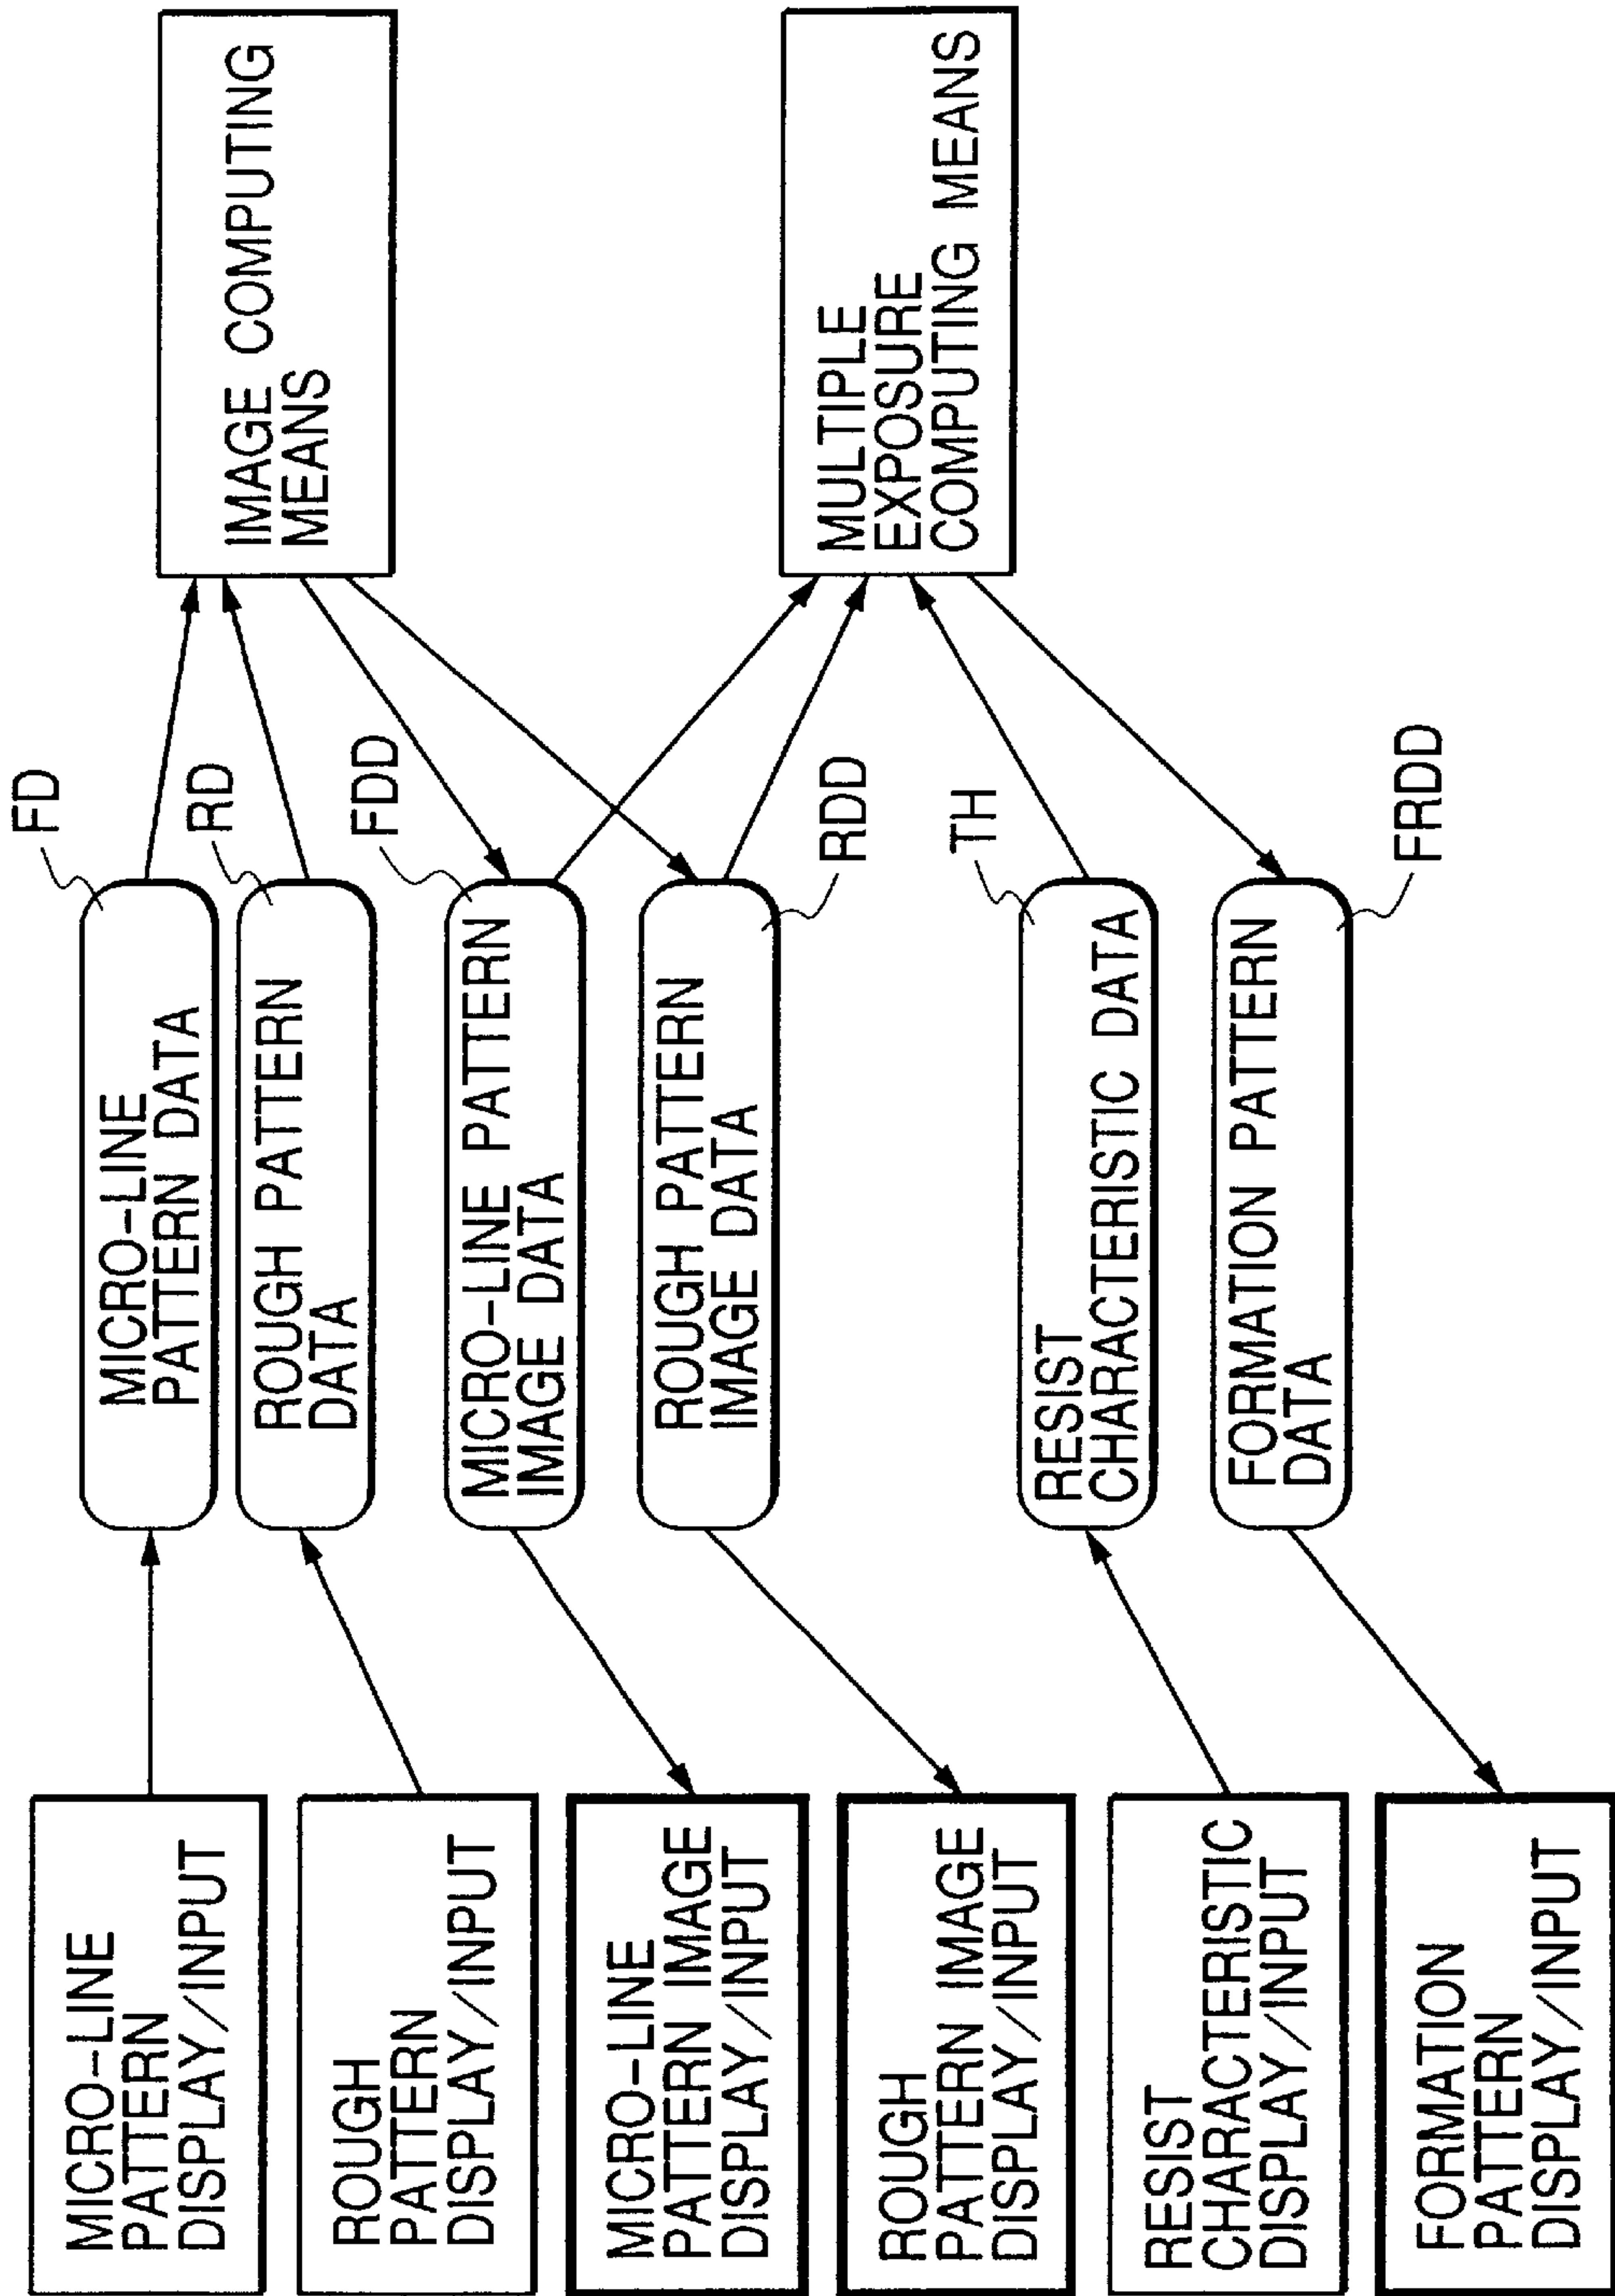 MICRO-LINE
PATTERN
DISPLAY/INPUT
ROUGH
PATTERN
DISPLAY/INPUT
MICRO-LINE
PATTERN IMAGE
DISPLAY/INPUT
ROUGH
PATTERN IMAGE
DISPLAY/INPUT
RESIST
CHARACTERISTIC
DISPLAY/INPUT
FORMATION
PATTERN
DISPLAY/INPUT
FD
MICRO-LINE
PATTERN DATA
RD
ROUGH PATTERN
DATA
FDD
MICRO-LINE PATTERN
IMAGE DATA
ROUGH PATTERN
IMAGE DATA
RDD
TH
RESIST
CHARACTERISTIC DATA
FORMATION PATTERN
DATA
FRDD
IMAGE COMPUTING
MEANS
MULTIPLE
EXPOSURE
COMPUTING MEANS